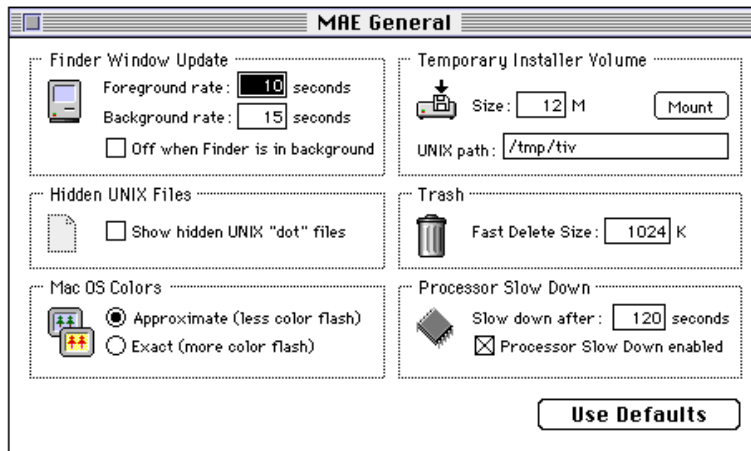 MAE General
Finder Window Update
Foreground rate: 10 seconds
Background rate: 15 seconds
Off when Finder is in background
Temporary Installer Volume
Size: 12 M Mount
UNIX path: /tmp/tiv
Hidden UNIX Files
Show hidden UNIX "dot" files
Trash
Fast Delete Size: 1024 K
Mac OS Colors
Approximate (less color flash)
Exact (more color flash)
Processor Slow Down
Slow down after: 120 seconds
Processor Slow Down enabled
Use Defaults